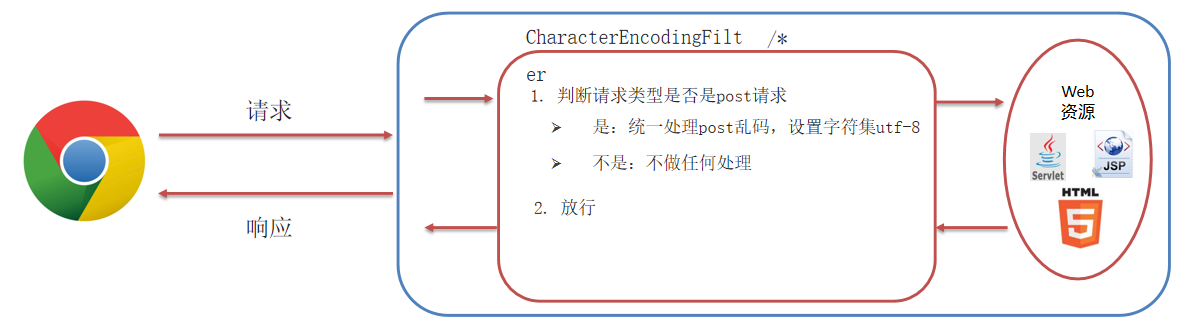 CharacterEncodingFilt /*
er
请求
1. 判断请求类型是否是post请求
➢ 是：统一处理post乱码，设置字符集utf-8
➢ 不是：不做任何处理
2. 放行
响应
Web
资源
Servlet
JSP
HTML
5